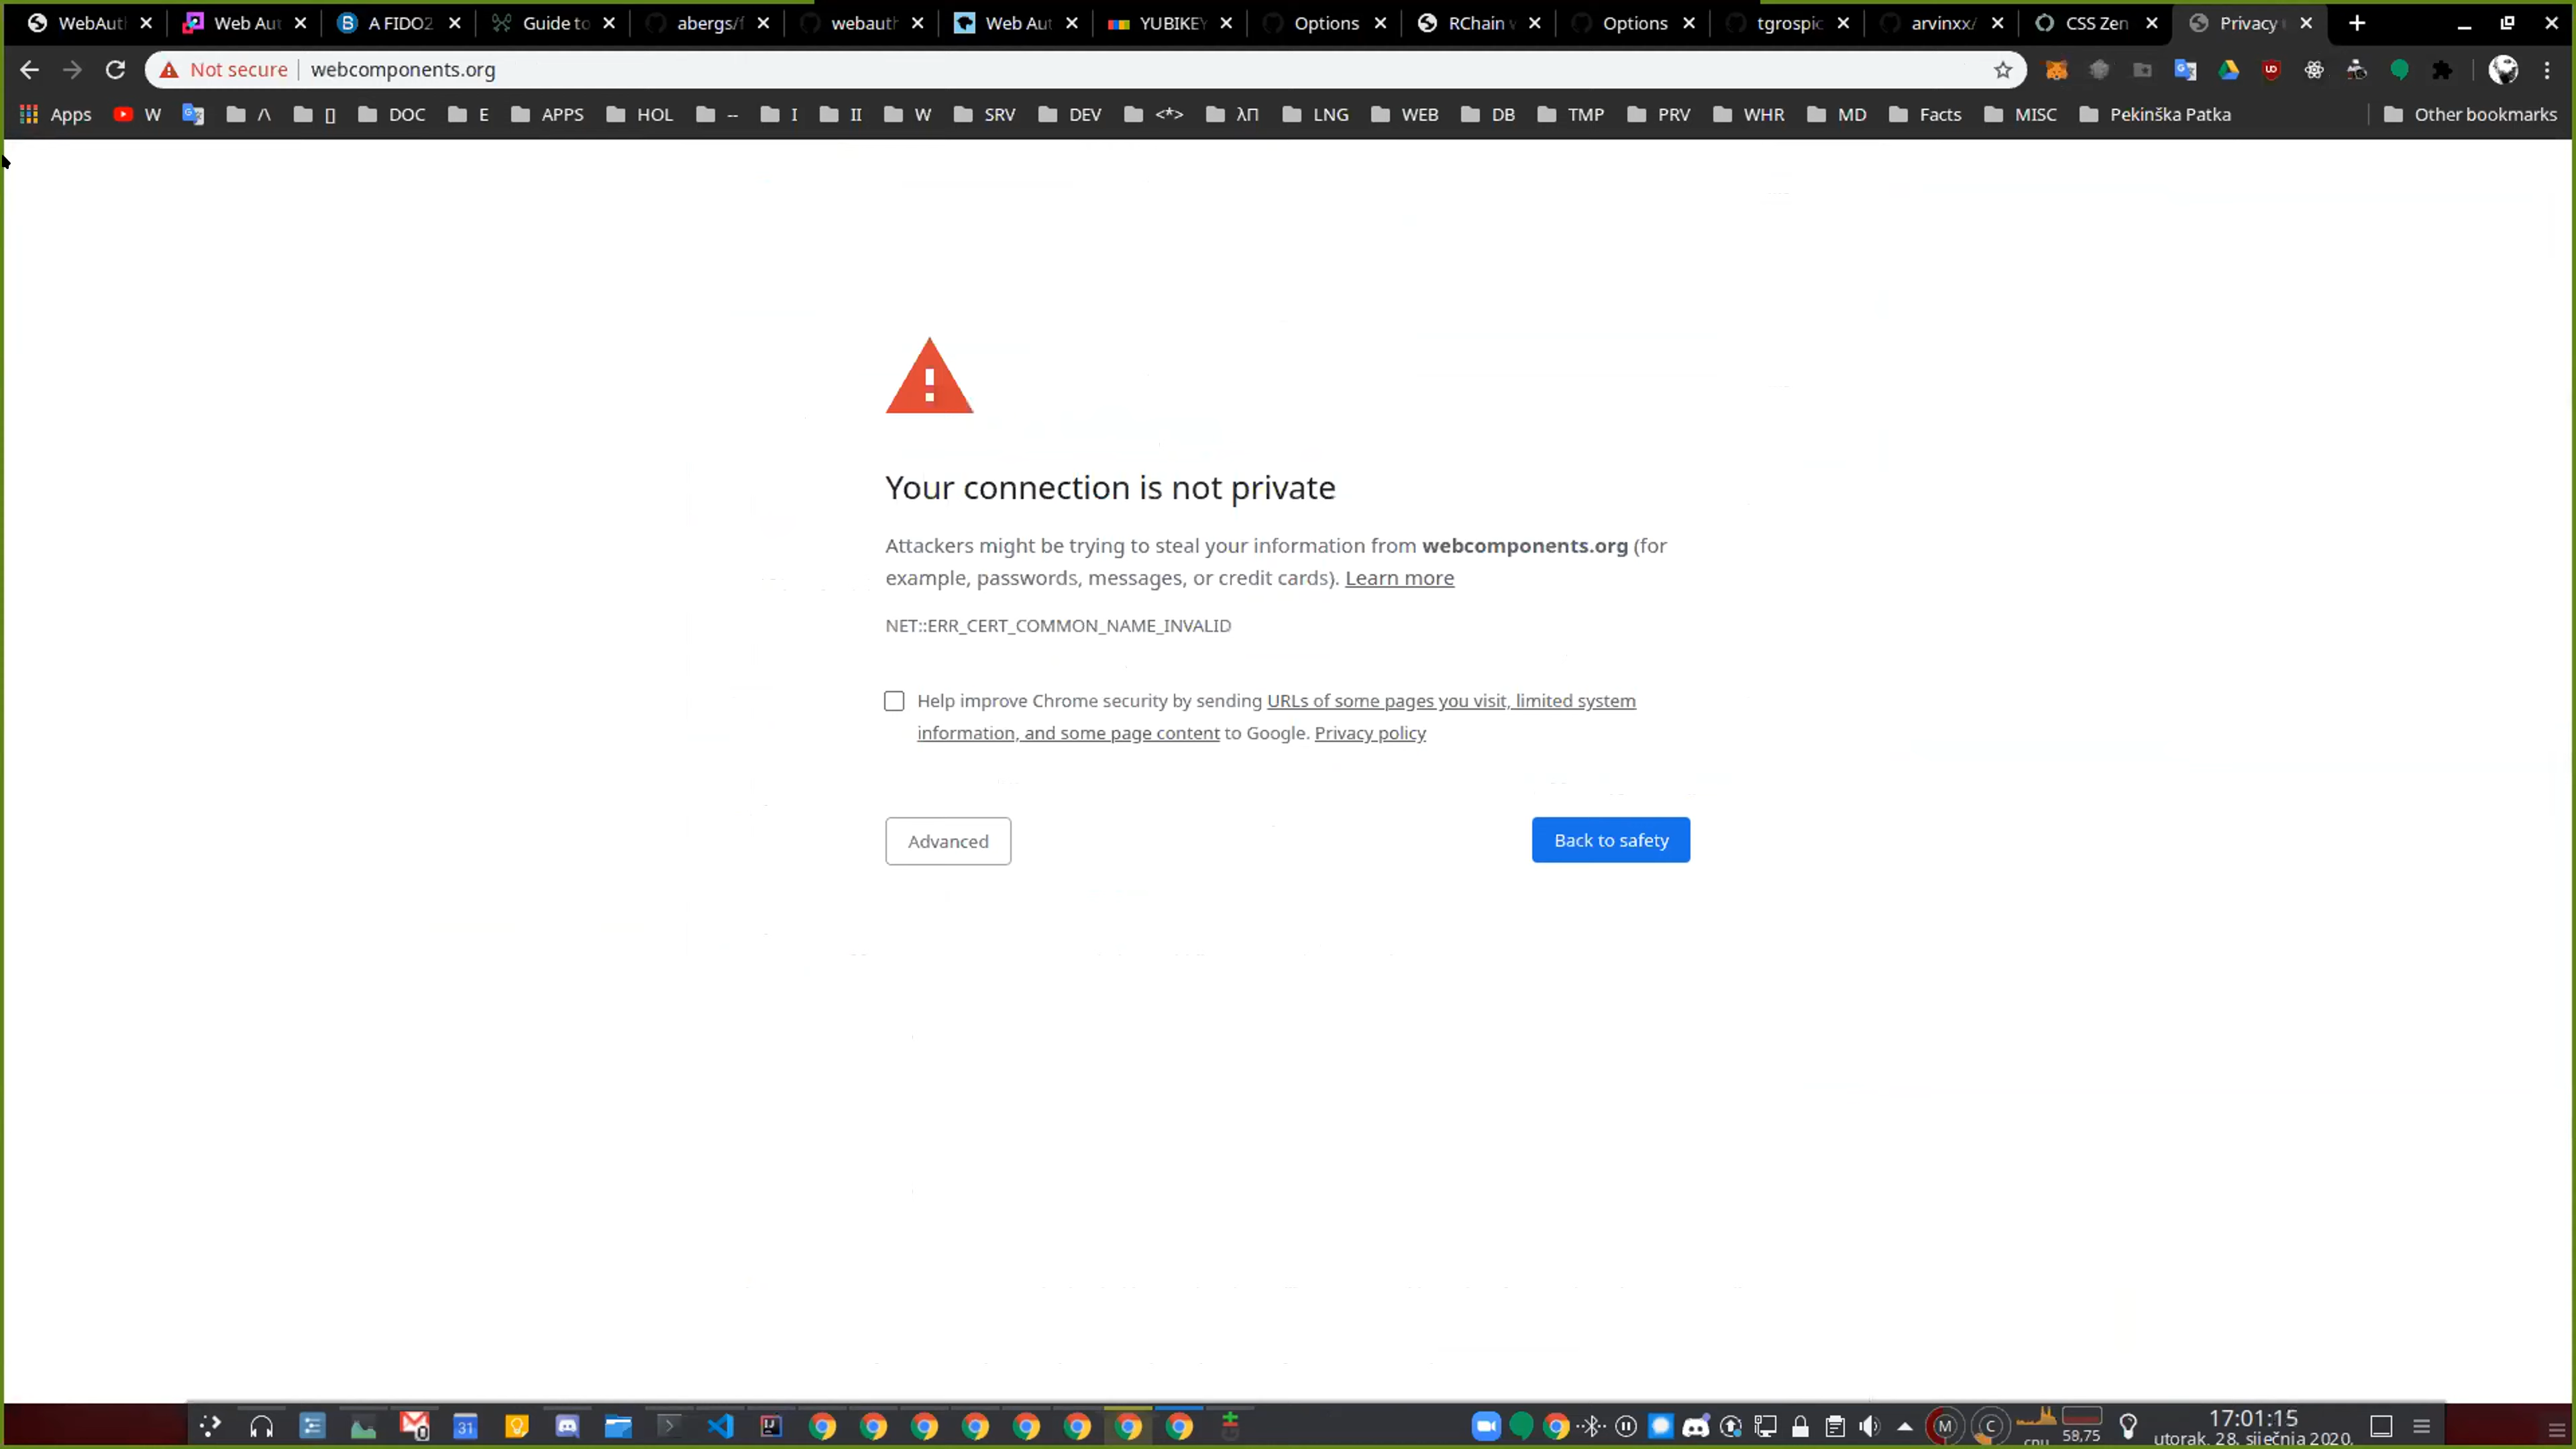 WebAuth Web Aut A FIDO2 Guide to abergs/f webauth Web Aut YUBIKEY Options RChain Options tgrospic arvinxx/ CSS Zen Privacy
Not secure webcomponents.org
Apps W /\ [] DOC E APPS HOL -- I II W SRV DEV <*> λΠ LNG WEB DB TMP PRV WHR MD Facts MISC Pekinška Patka Other bookmarks
Your connection is not private
Attackers might be trying to steal your information from webcomponents.org (for
example, passwords, messages, or credit cards). Learn more
NET::ERR_CERT_COMMON_NAME_INVALID
Help improve Chrome security by sending URLs of some pages you visit, limited system
information, and some page content to Google. Privacy policy
Advanced Back to safety
17:01:15
58,75 utorak, 28. siječnja 2020.